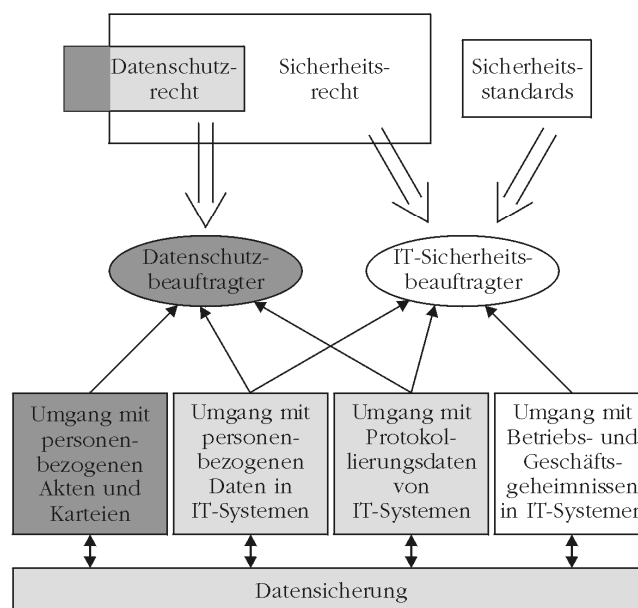 Datenschutz-
recht
Sicherheits-
recht
Sicherheits-
standards
Datenschutz-
beauftragter
IT-Sicherheits-
beauftragter
Umgang mit
personen-
bezogenen
Akten und
Karteien
Umgang mit
personen-
bezogenen
Daten in
IT-Systemen
Umgang mit
Protokol-
lierungsdaten
von
IT-Systemen
Umgang mit
Betriebs- und
Geschäfts-
geheimnissen
in IT-Systemen
Datensicherung